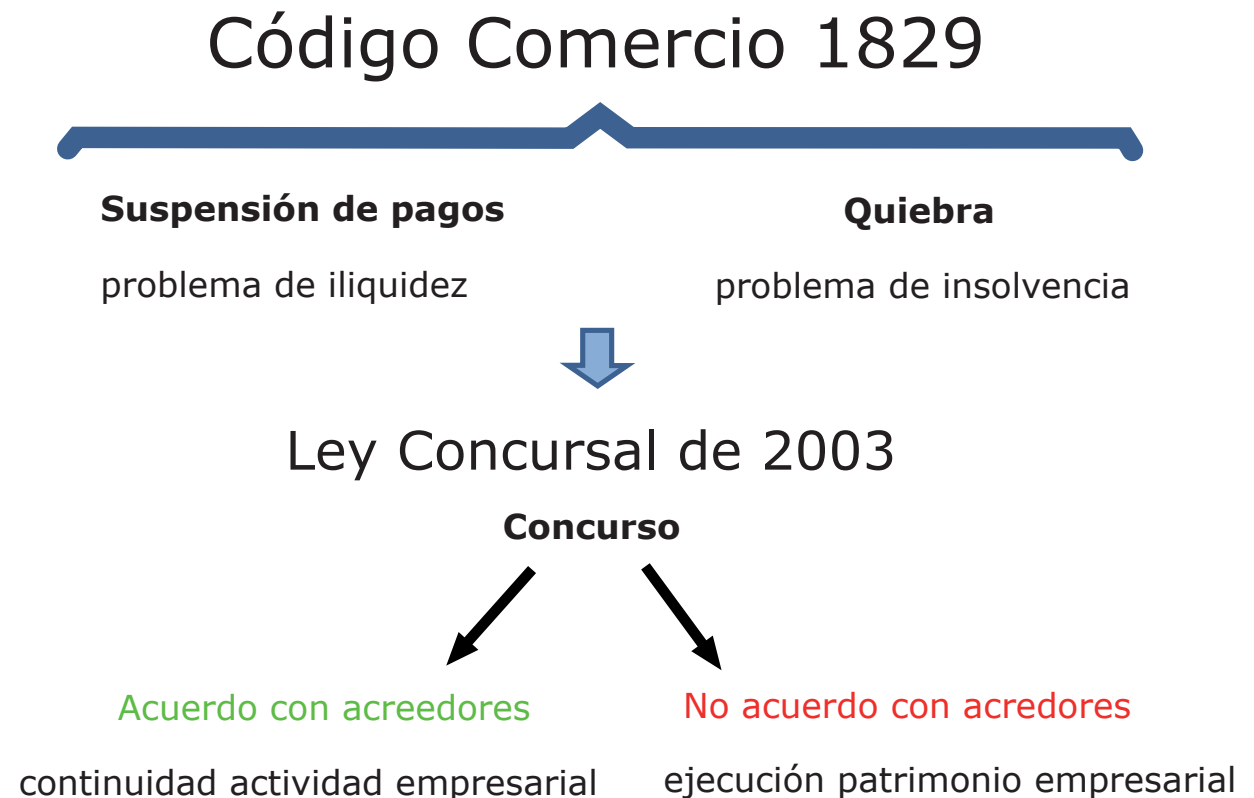 Código Comercio 1829
Suspensión de pagos
Quiebra
problema de iliquidez
problema de insolvencia
Ley Concursal de 2003
Concurso
Acuerdo con acreedores
No acuerdo con acredores
continuidad actividad empresarial
ejecución patrimonio empresarial